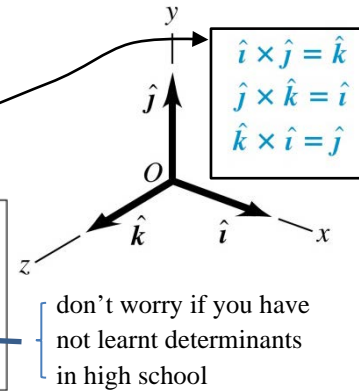 y
î × ĵ = k̂
ĵ × k̂ = î
k̂ × î = ĵ
ĵ
O
k̂
î
x
z
don’t worry if you have
not learnt determinants
in high school